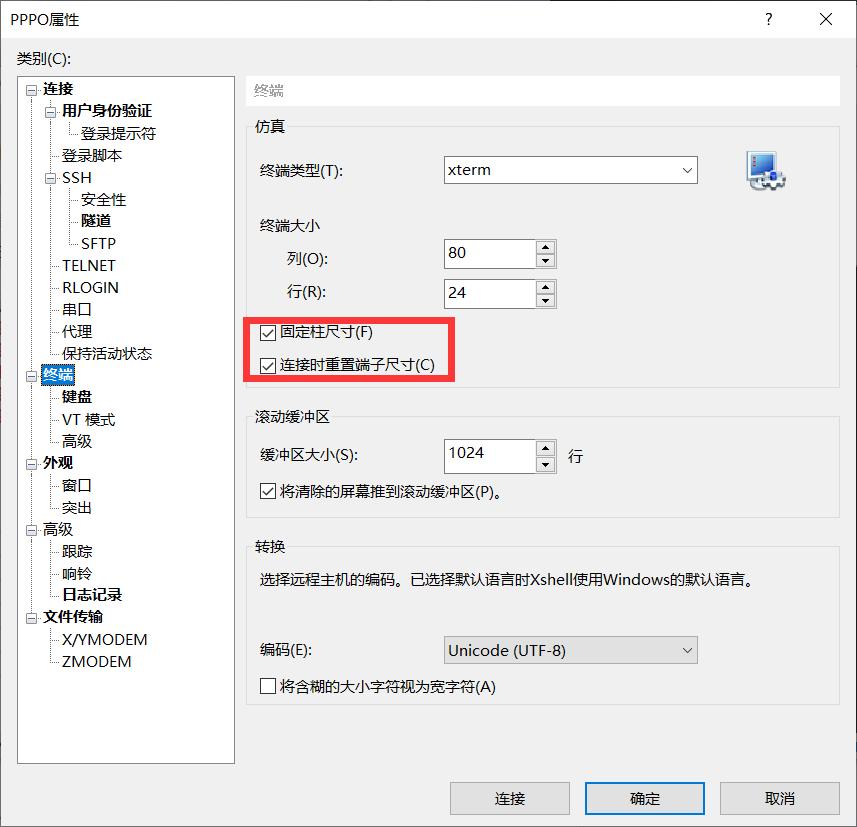 PPPO属性
?
类别(C):
连接
用户身份验证
登录提示符
登录脚本
SSH
安全性
隧道
SFTP
TELNET
RLOGIN
串口
代理
保持活动状态
终端
键盘
VT 模式
高级
外观
窗口
突出
高级
跟踪
响铃
日志记录
文件传输
X/YMODEM
ZMODEM
终端
仿真
终端类型(T): xterm
终端大小
列(O): 80
行(R): 24
固定柱尺寸(F)
连接时重置端子尺寸(C)
滚动缓冲区
缓冲区大小(S): 1024 行
将清除的屏幕推到滚动缓冲区(P)。
转换
选择远程主机的编码。已选择默认语言时Xshell使用Windows的默认语言。
编码(E): Unicode (UTF-8)
将含糊的大小字符视为宽字符(A)
连接 确定 取消